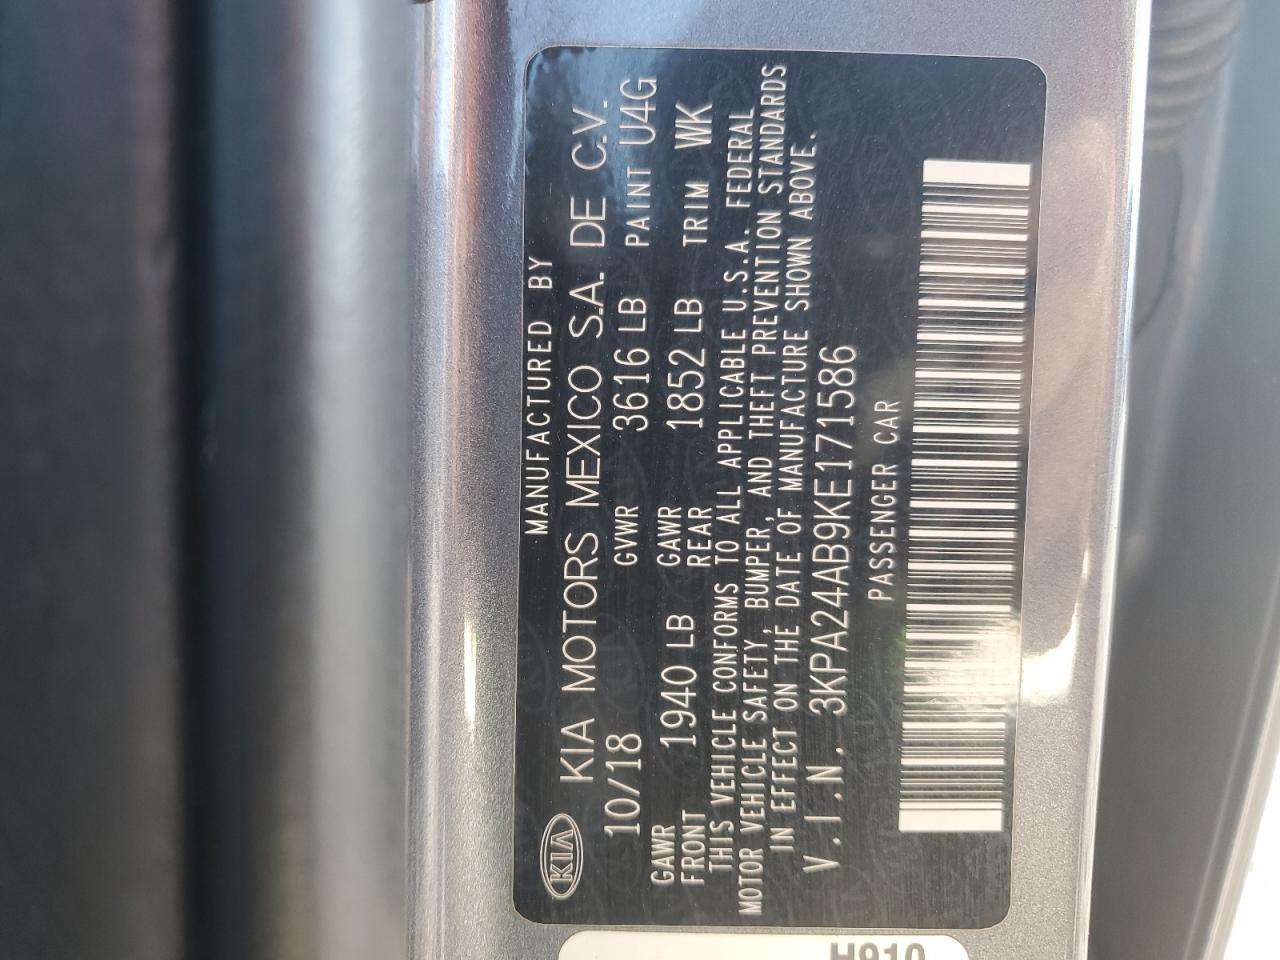 MANUFACTURED BY
KIA KIA MOTORS MEXICO S.A. DE C.V.
10/18 GVWR 3616 LB PAINT U4G
GAWR FRONT 1940 LB GAWR REAR 1852 LB TRIM WK
THIS VEHICLE CONFORMS TO ALL APPLICABLE U.S.A. FEDERAL
MOTOR VEHICLE SAFETY, BUMPER, AND THEFT PREVENTION STANDARDS
IN EFFECT ON THE DATE OF MANUFACTURE SHOWN ABOVE.
V.I.N. 3KPA24AB9KE171586
PASSENGER CAR
H910